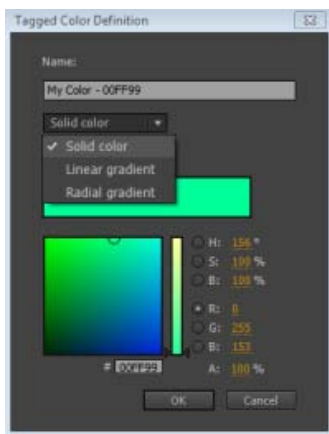 Tagged Color Definition
Name:
My Color - 00FF99
Solid color
Solid color
Linear gradient
Radial gradient
H: 156 °
S: 100 %
B: 100 %
R: 0
G: 255
B: 153
# 00FF99
A: 100 %
OK Cancel